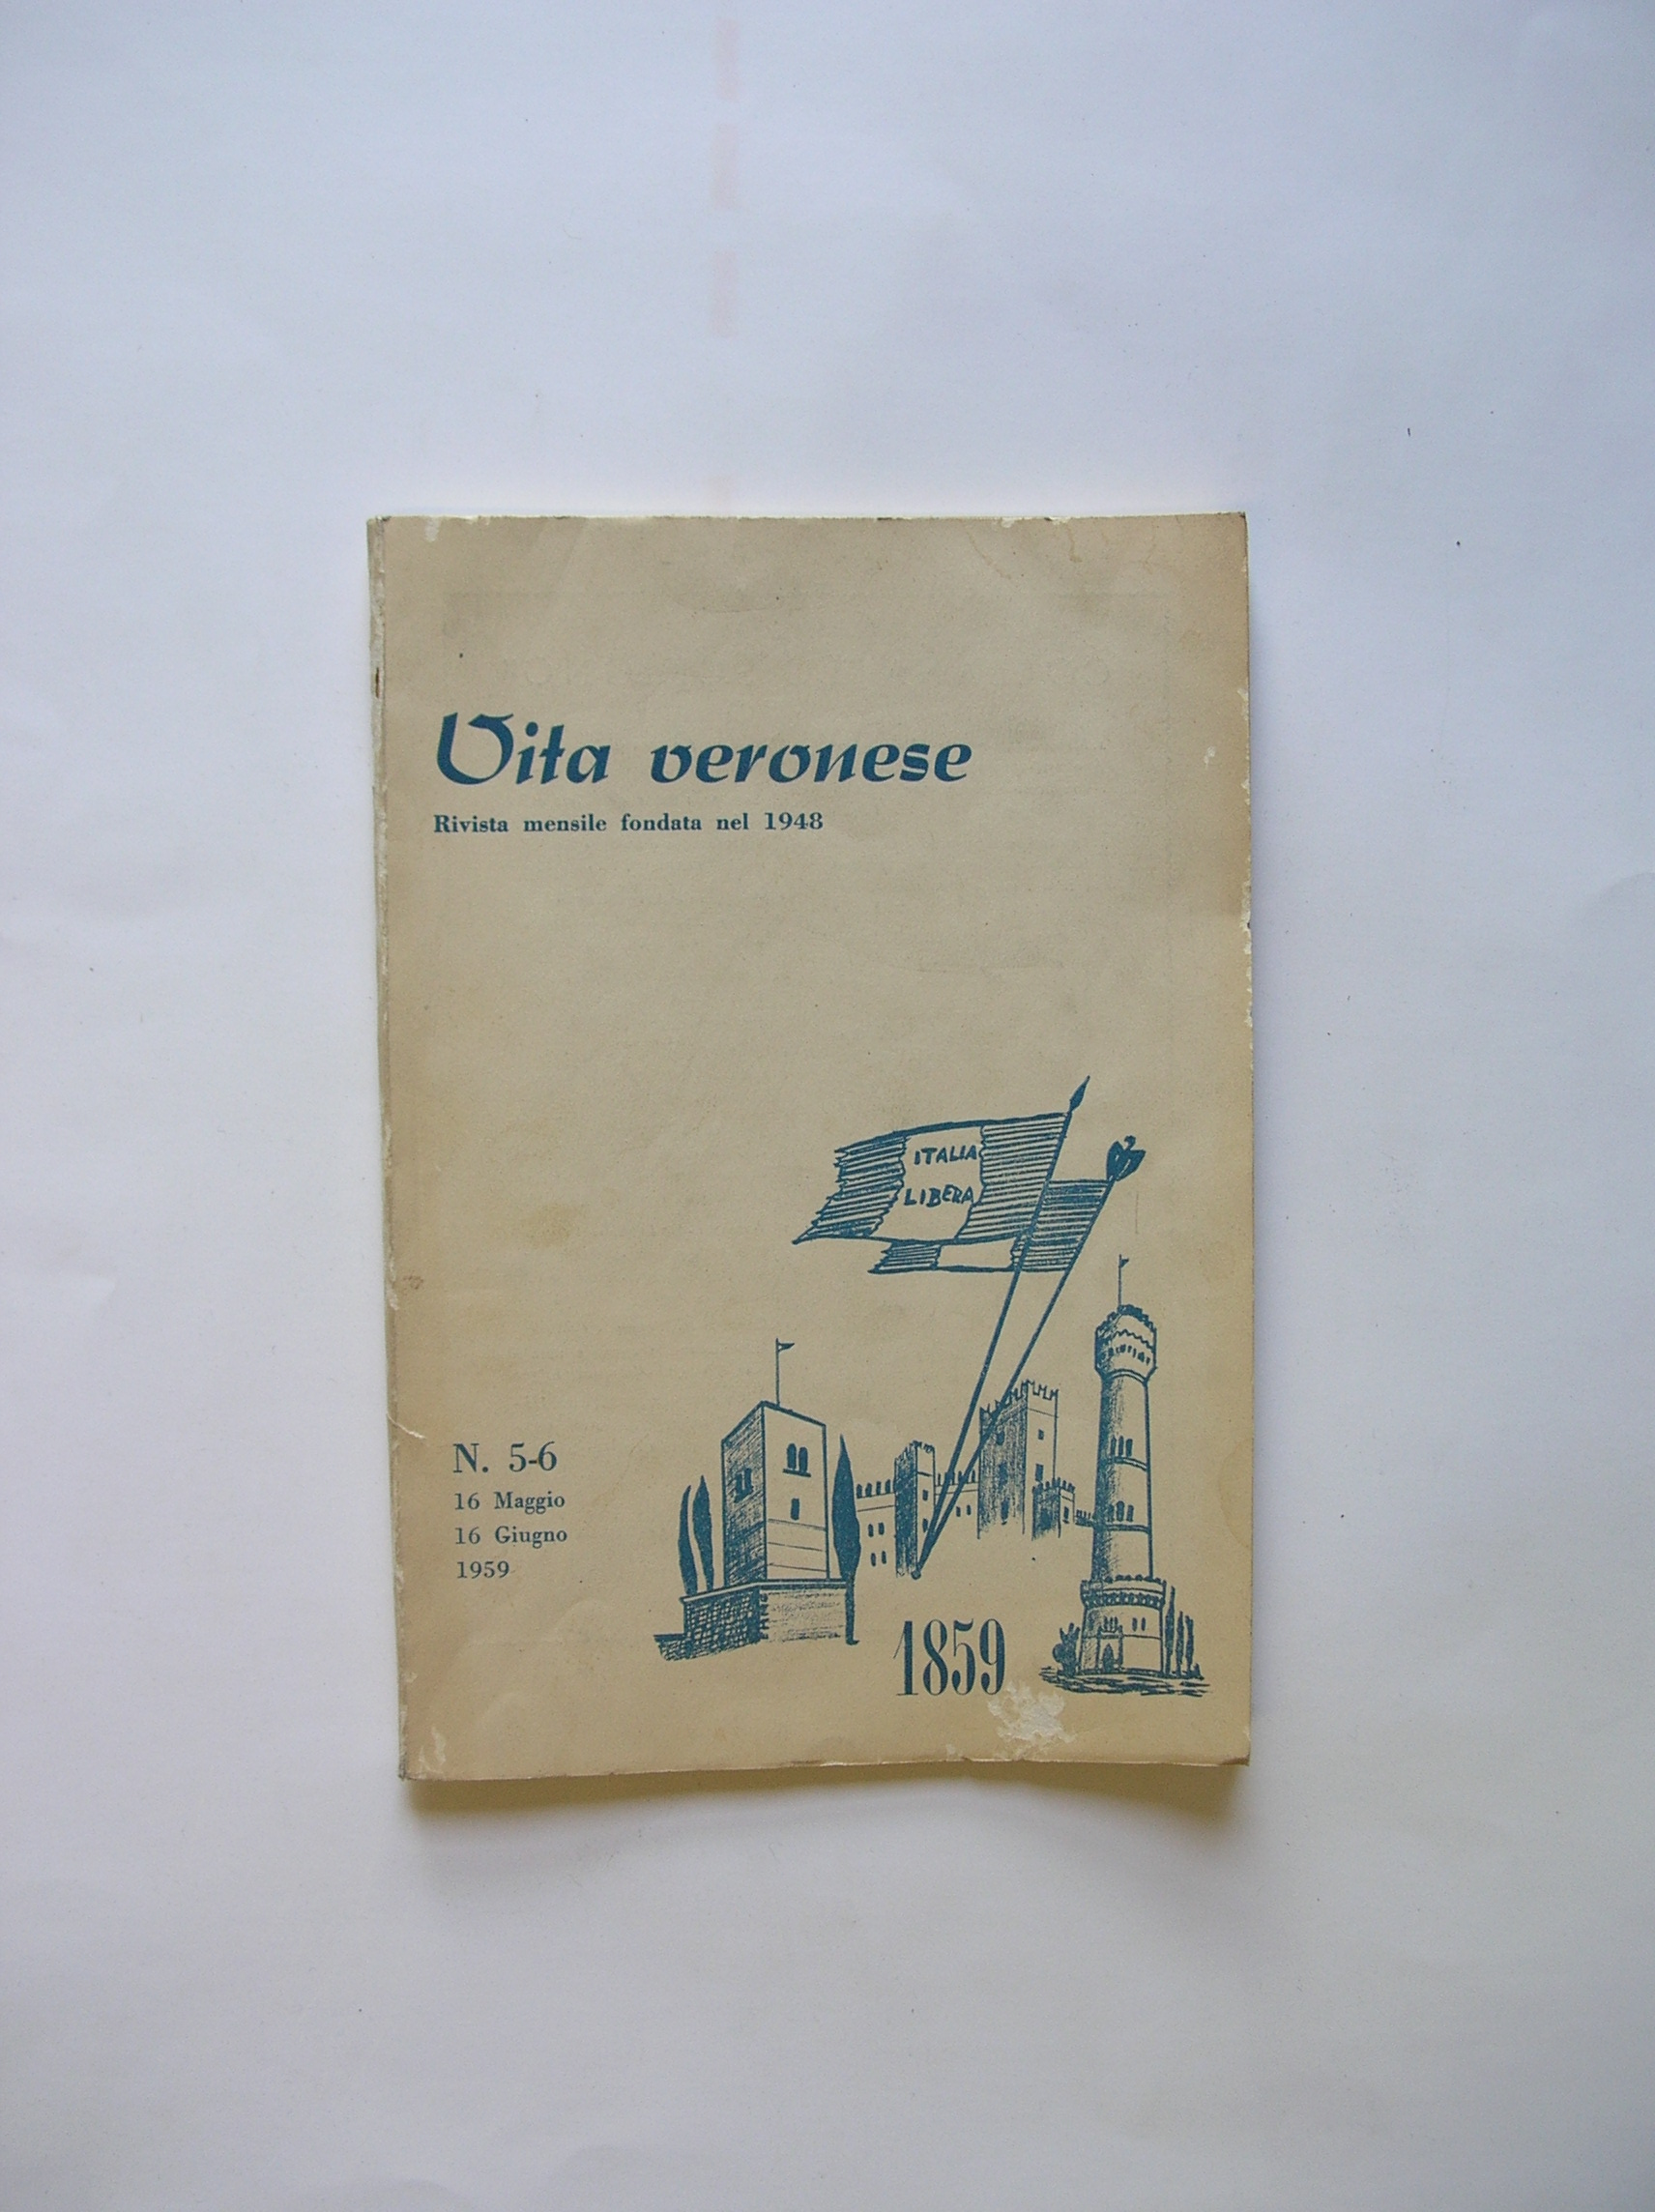 Vita veronese
Rivista mensile fondata nel 1948
ITALIA
LIBERA
N. 5-6
16 Maggio
16 Giugno
1959
1859